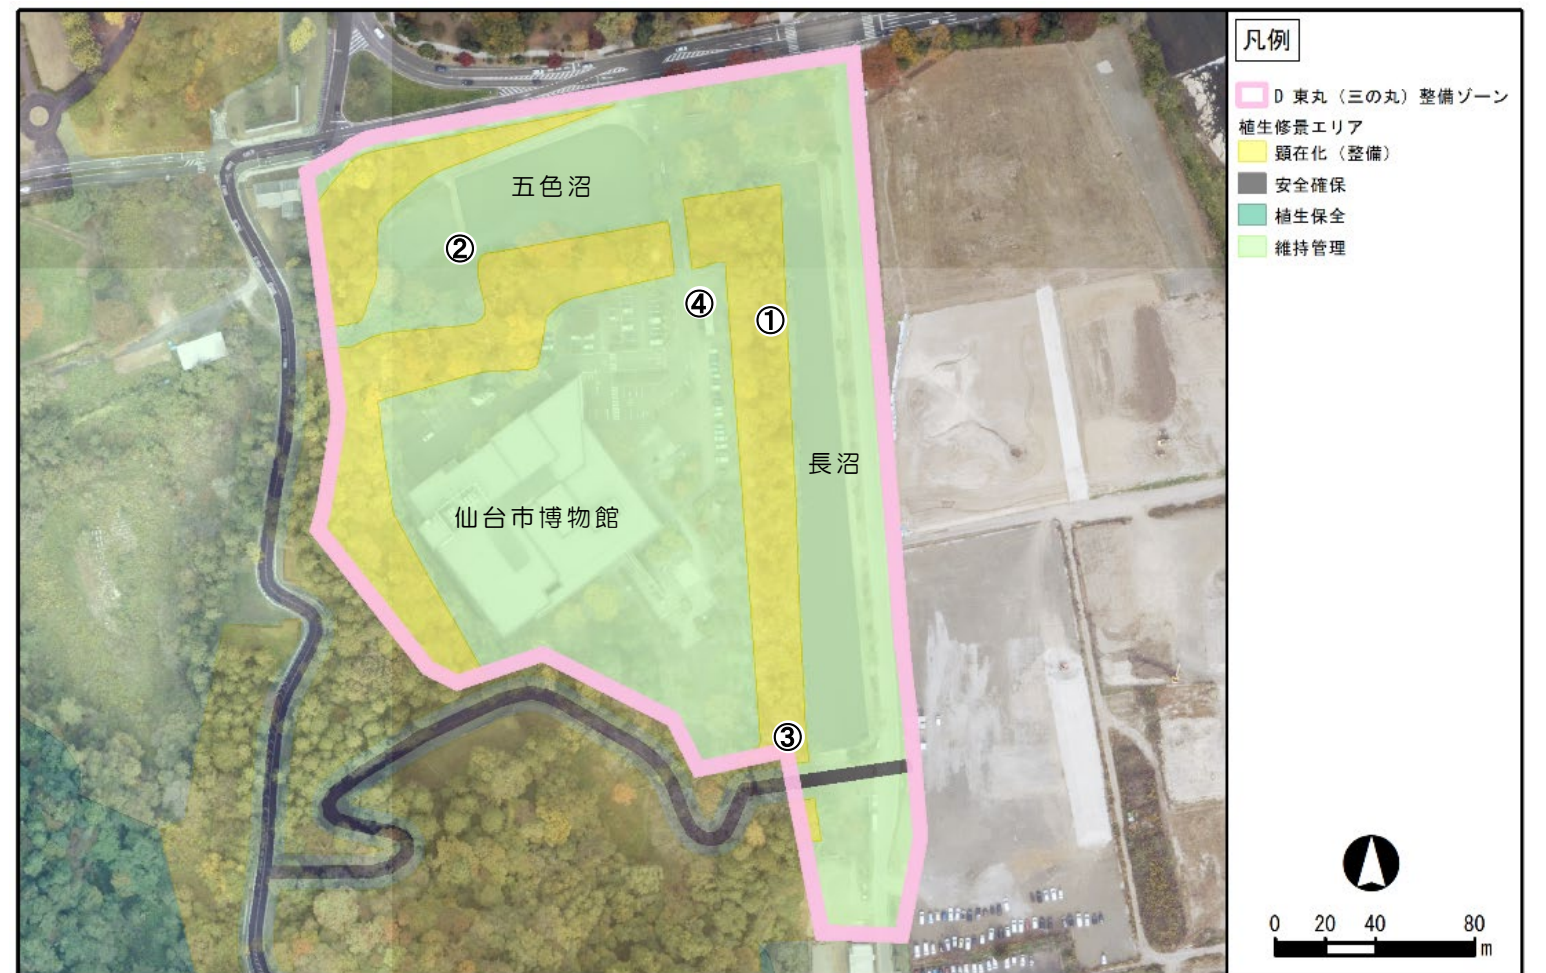 凡例
D 東丸（三の丸）整備ゾーン
植生修景エリア
顕在化（整備）
安全確保
植生保全
維持管理
五色沼
②
④
①
長沼
仙台市博物館
③
0 20 40 80
m